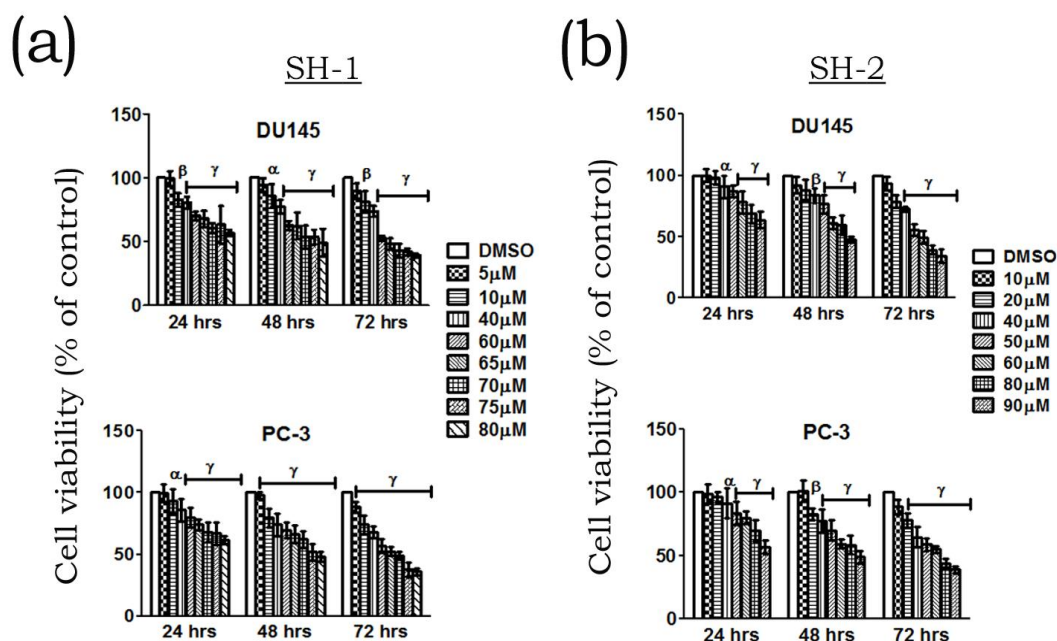 (a)
SH-1
Cell viability (% of control)
DU145
150
100
50
0
β γ α γ β γ
24 hrs 48 hrs 72 hrs
DMSO
5μM
10μM
40μM
60μM
65μM
70μM
75μM
80μM
PC-3
150
100
50
0
α γ γ γ
24 hrs 48 hrs 72 hrs
(b)
SH-2
Cell viability (% of control)
DU145
150
100
50
0
α γ β γ γ
24 hrs 48 hrs 72 hrs
DMSO
10μM
20μM
40μM
50μM
60μM
80μM
90μM
PC-3
150
100
50
0
α γ β γ γ
24 hrs 48 hrs 72 hrs